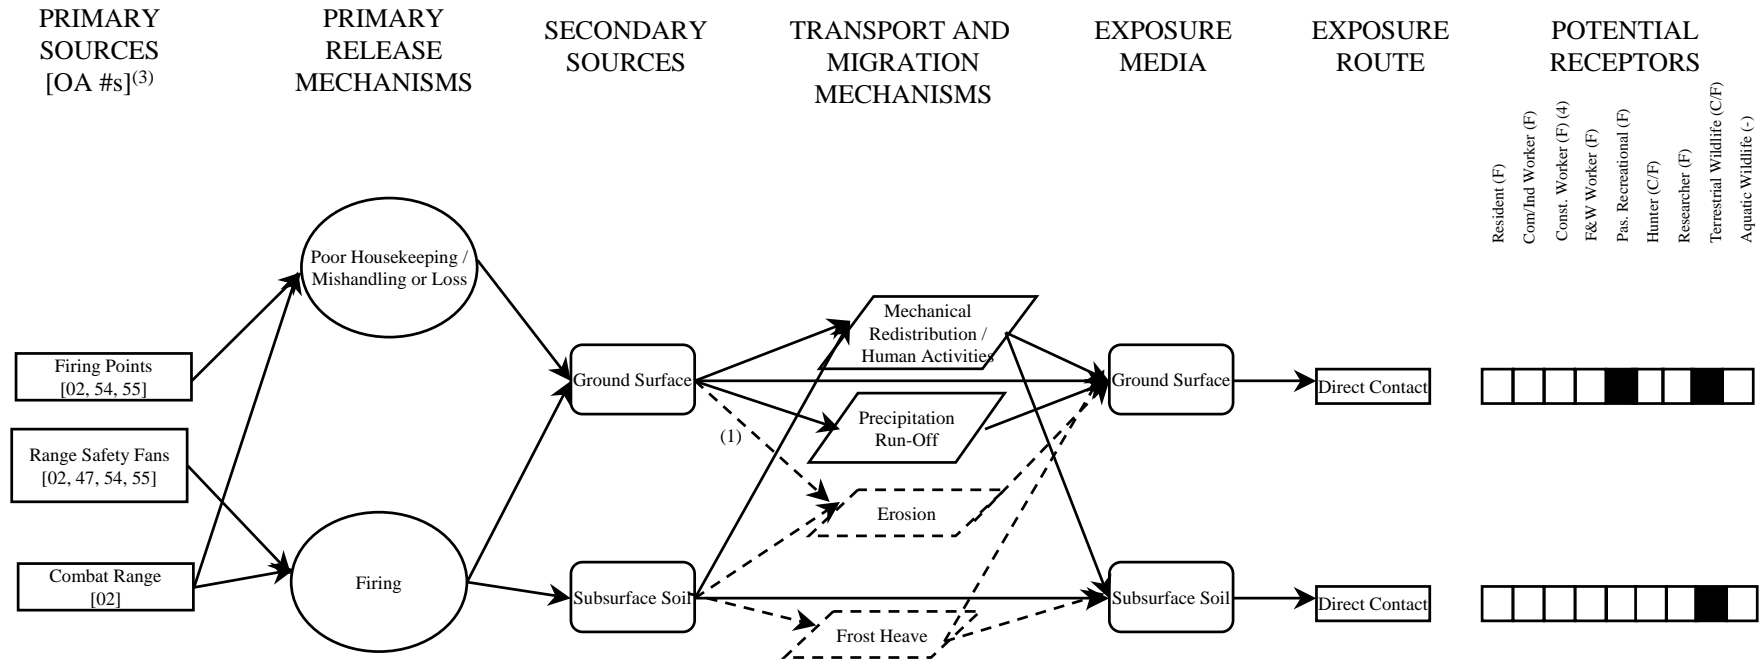 PRIMARY
SOURCES
[OA #s](3)
PRIMARY
RELEASE
MECHANISMS
SECONDARY
SOURCES
TRANSPORT AND
MIGRATION
MECHANISMS
EXPOSURE
MEDIA
EXPOSURE
ROUTE
POTENTIAL
RECEPTORS
Resident (F)
Com/Ind Worker (F)
Const. Worker (F) (4)
F&W Worker (F)
Pas. Recreational (F)
Hunter (C/F)
Researcher (F)
Terrestrial Wildlife (C/F)
Aquatic Wildlife (-)
Firing Points
[02, 54, 55]
Range Safety Fans
[02, 47, 54, 55]
Combat Range
[02]
Poor Housekeeping /
Mishandling or Loss
Firing
Ground Surface
Subsurface Soil
(1)
Mechanical
Redistribution /
Human Activities
Precipitation
Run-Off
Erosion
Frost Heave
Ground Surface
Subsurface Soil
Direct Contact
Direct Contact